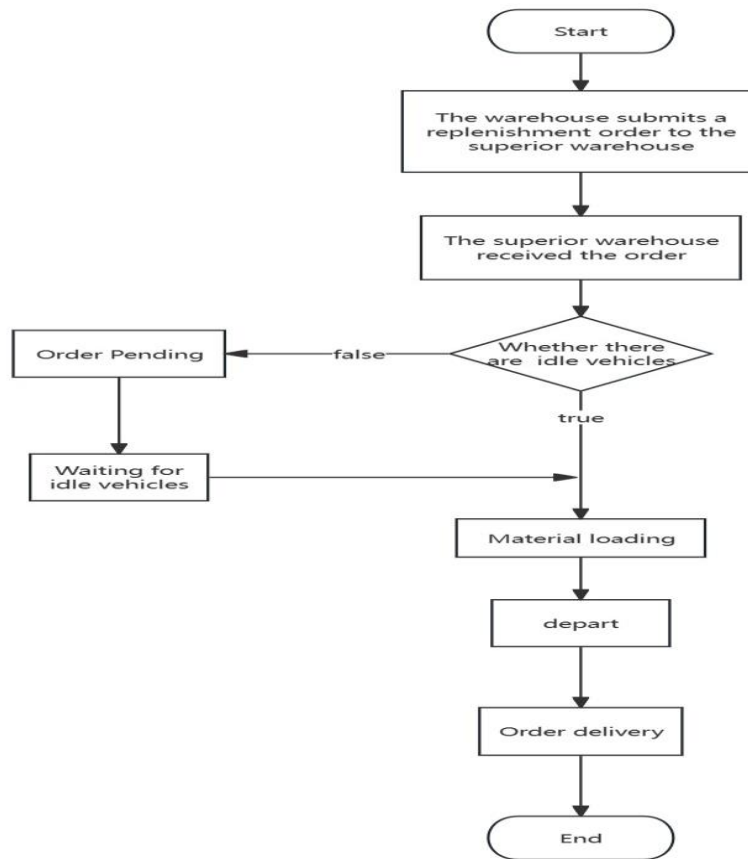 Start
The warehouse submits a
replenishment order to the
superior warehouse
The superior warehouse
received the order
Whether there
are idle vehicles
false
Order Pending
true
Waiting for
idle vehicles
Material loading
depart
Order delivery
End